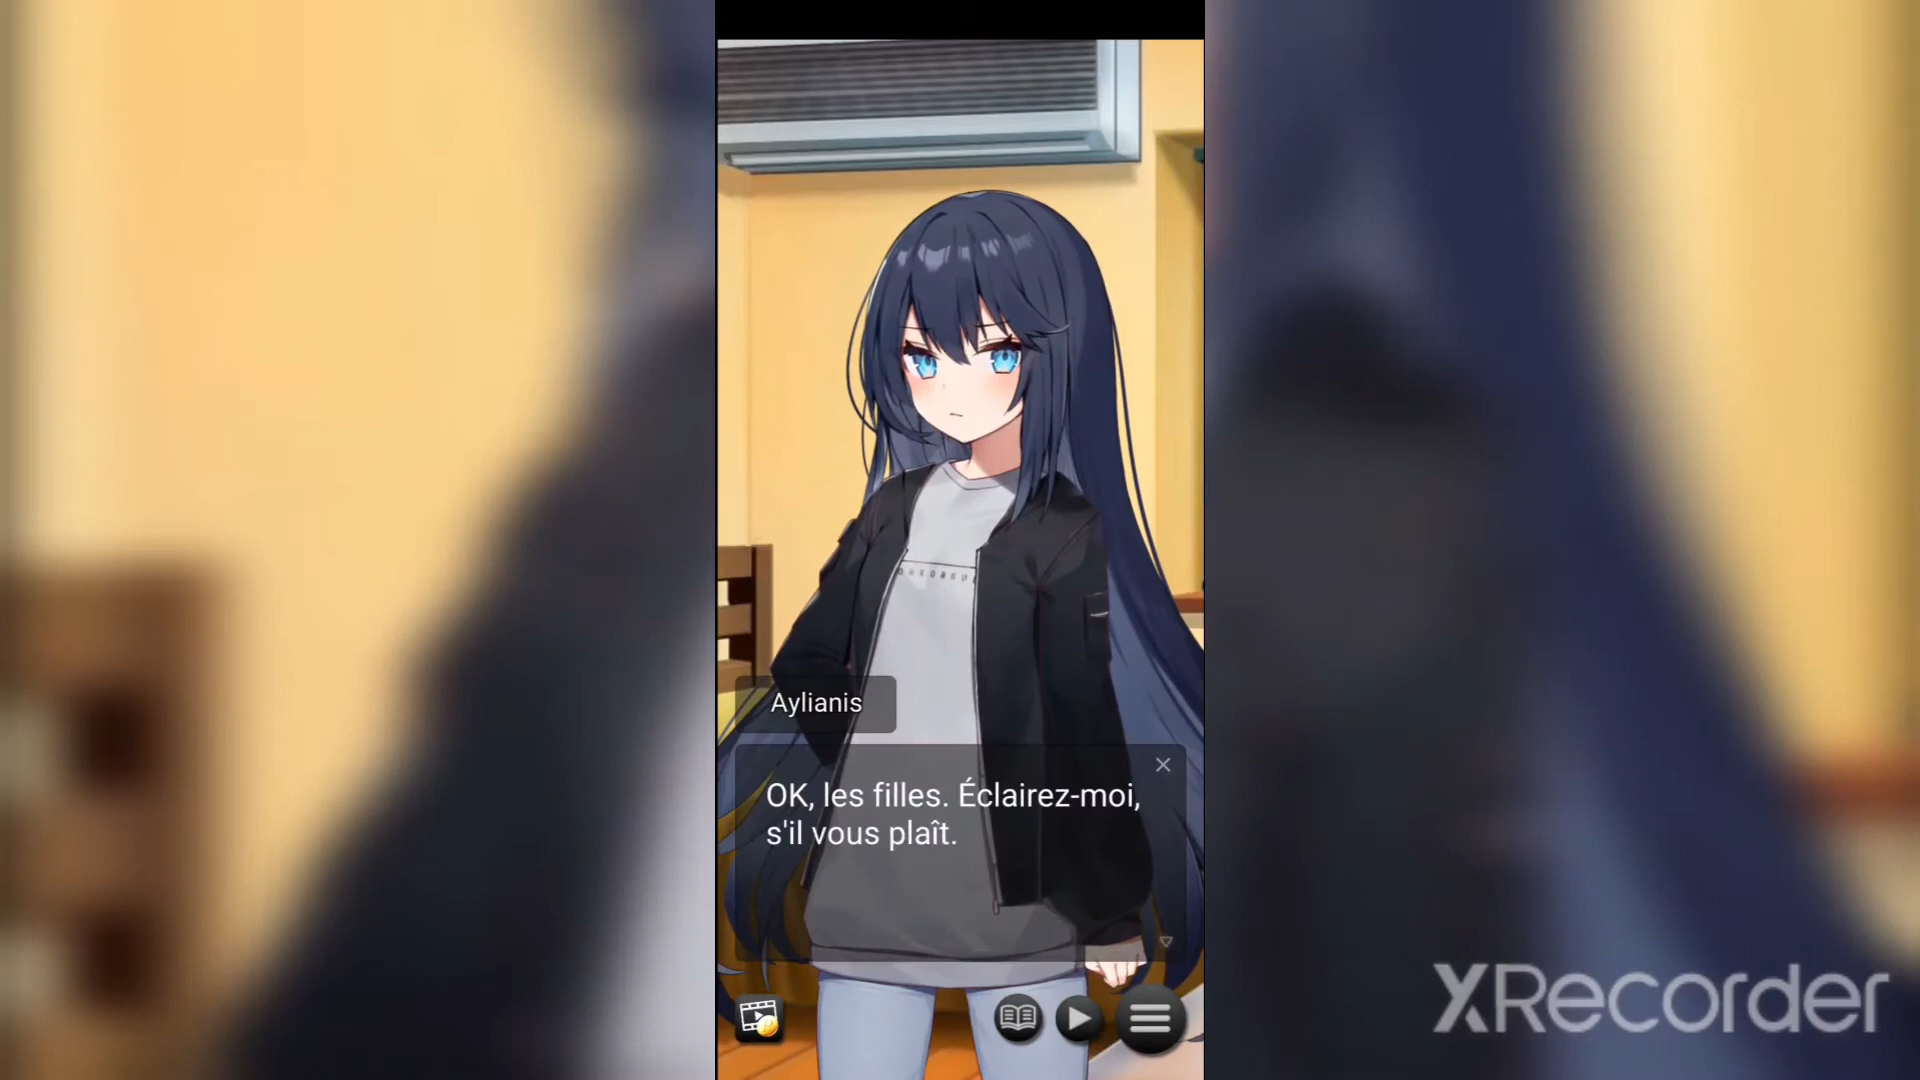 Aylianis
OK, les filles. Éclairez-moi,
s'il vous plaît.
XRecorder